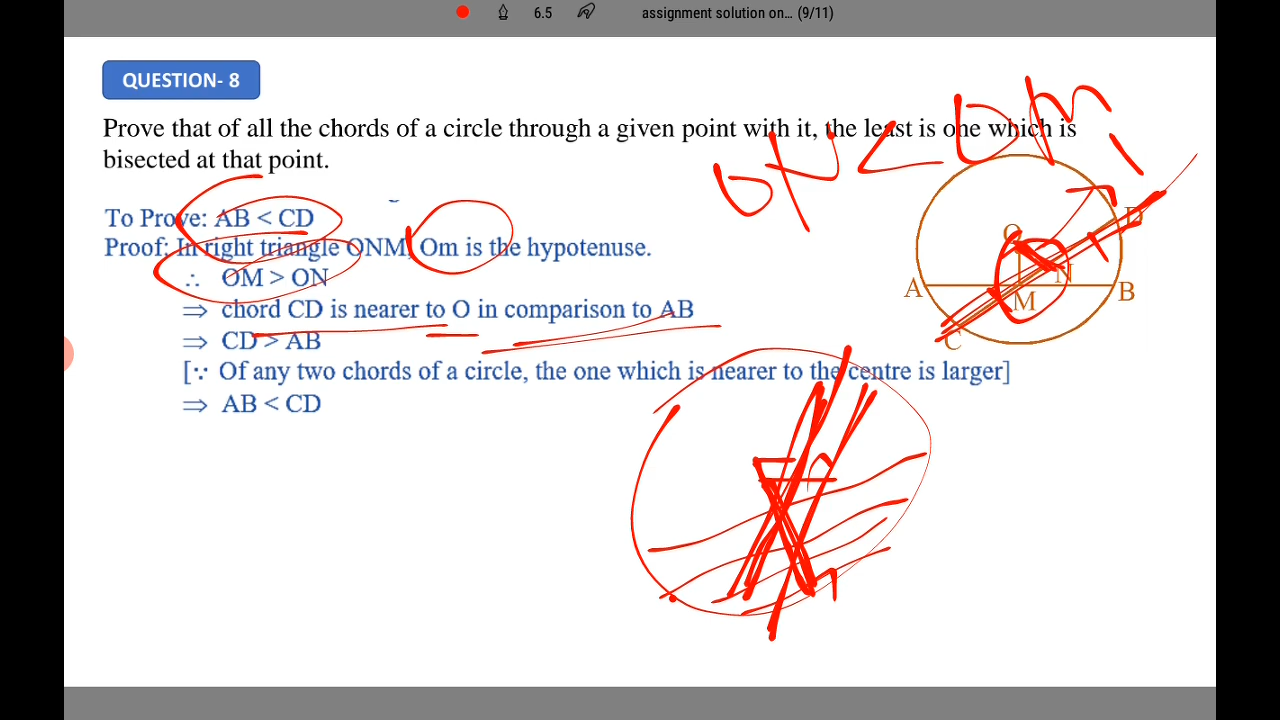 6.5 assignment solution on... (9/11)
QUESTION- 8
Prove that of all the chords of a circle through a given point with it, the least is one which is
bisected at that point.
ON < OM
To Prove: AB < CD
Proof: In right triangle ONM, Om is the hypotenuse.
∴ OM > ON
⇒ chord CD is nearer to O in comparison to AB
⇒ CD > AB
[∵ Of any two chords of a circle, the one which is nearer to the centre is larger]
⇒ AB < CD
O
D
N
A
B
M
C